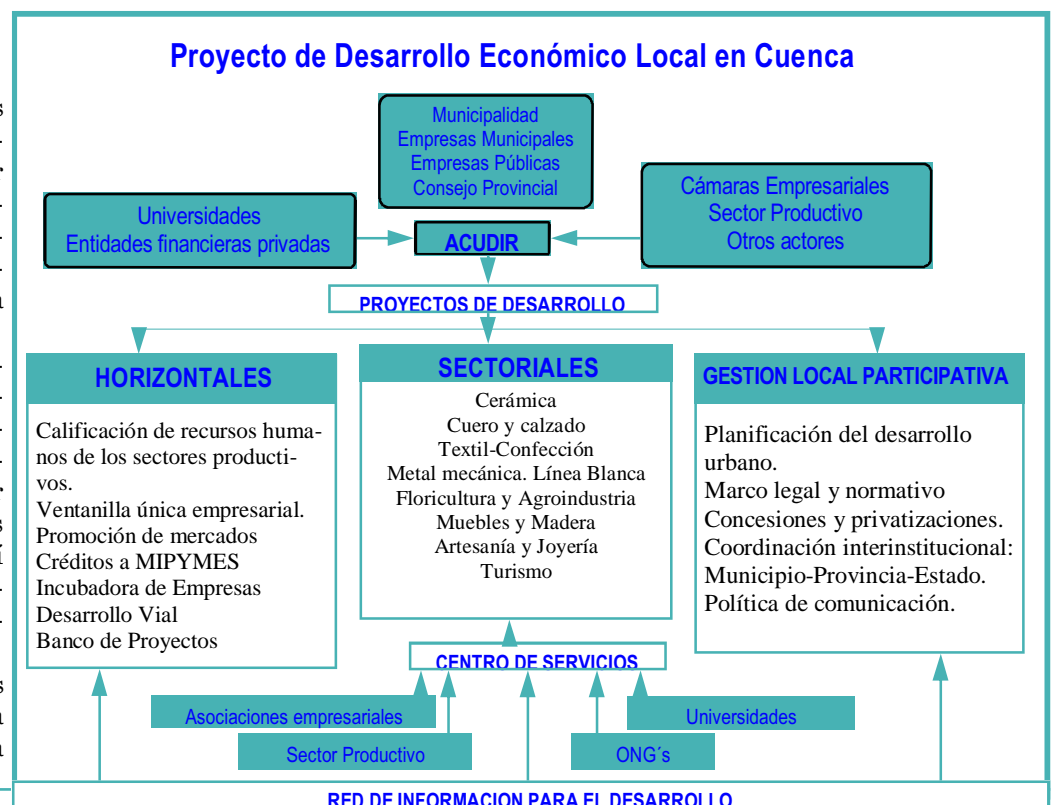 Proyecto de Desarrollo Económico Local en Cuenca
Municipalidad
Empresas Municipales
Empresas Públicas
Consejo Provincial
Universidades
Entidades financieras privadas
ACUDIR
Cámaras Empresariales
Sector Productivo
Otros actores
PROYECTOS DE DESARROLLO
HORIZONTALES
Calificación de recursos huma-
nos de los sectores producti-
vos.
Ventanilla única empresarial.
Promoción de mercados
Créditos a MIPYMES
Incubadora de Empresas
Desarrollo Vial
Banco de Proyectos
SECTORIALES
Cerámica
Cuero y calzado
Textil-Confección
Metal mecánica. Línea Blanca
Floricultura y Agroindustria
Muebles y Madera
Artesanía y Joyería
Turismo
GESTION LOCAL PARTICIPATIVA
Planificación del desarrollo
urbano.
Marco legal y normativo
Concesiones y privatizaciones.
Coordinación interinstitucional:
Municipio-Provincia-Estado.
Política de comunicación.
CENTRO DE SERVICIOS
Asociaciones empresariales
Universidades
Sector Productivo
ONG´s
RED DE INFORMACION PARA EL DESARROLLO